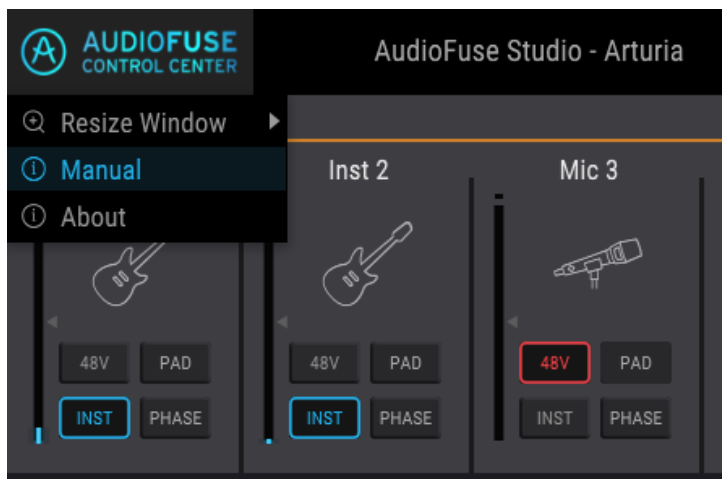 AUDIOFUSE
CONTROL CENTER
AudioFuse Studio - Arturia
Resize Window
Manual
About
Inst 2
Mic 3
48V PAD
INST PHASE
48V PAD
INST PHASE
48V PAD
INST PHASE